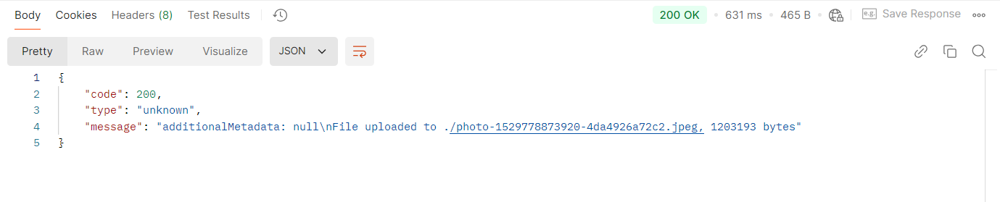 Body Cookies Headers (8) Test Results 200 OK 631 ms 465 B e.g. Save Response
Pretty Raw Preview Visualize JSON
1 {
2 "code": 200,
3 "type": "unknown",
4 "message": "additionalMetadata: null\nFile uploaded to ./photo-1529778873920-4da4926a72c2.jpeg, 1203193 bytes"
5 }